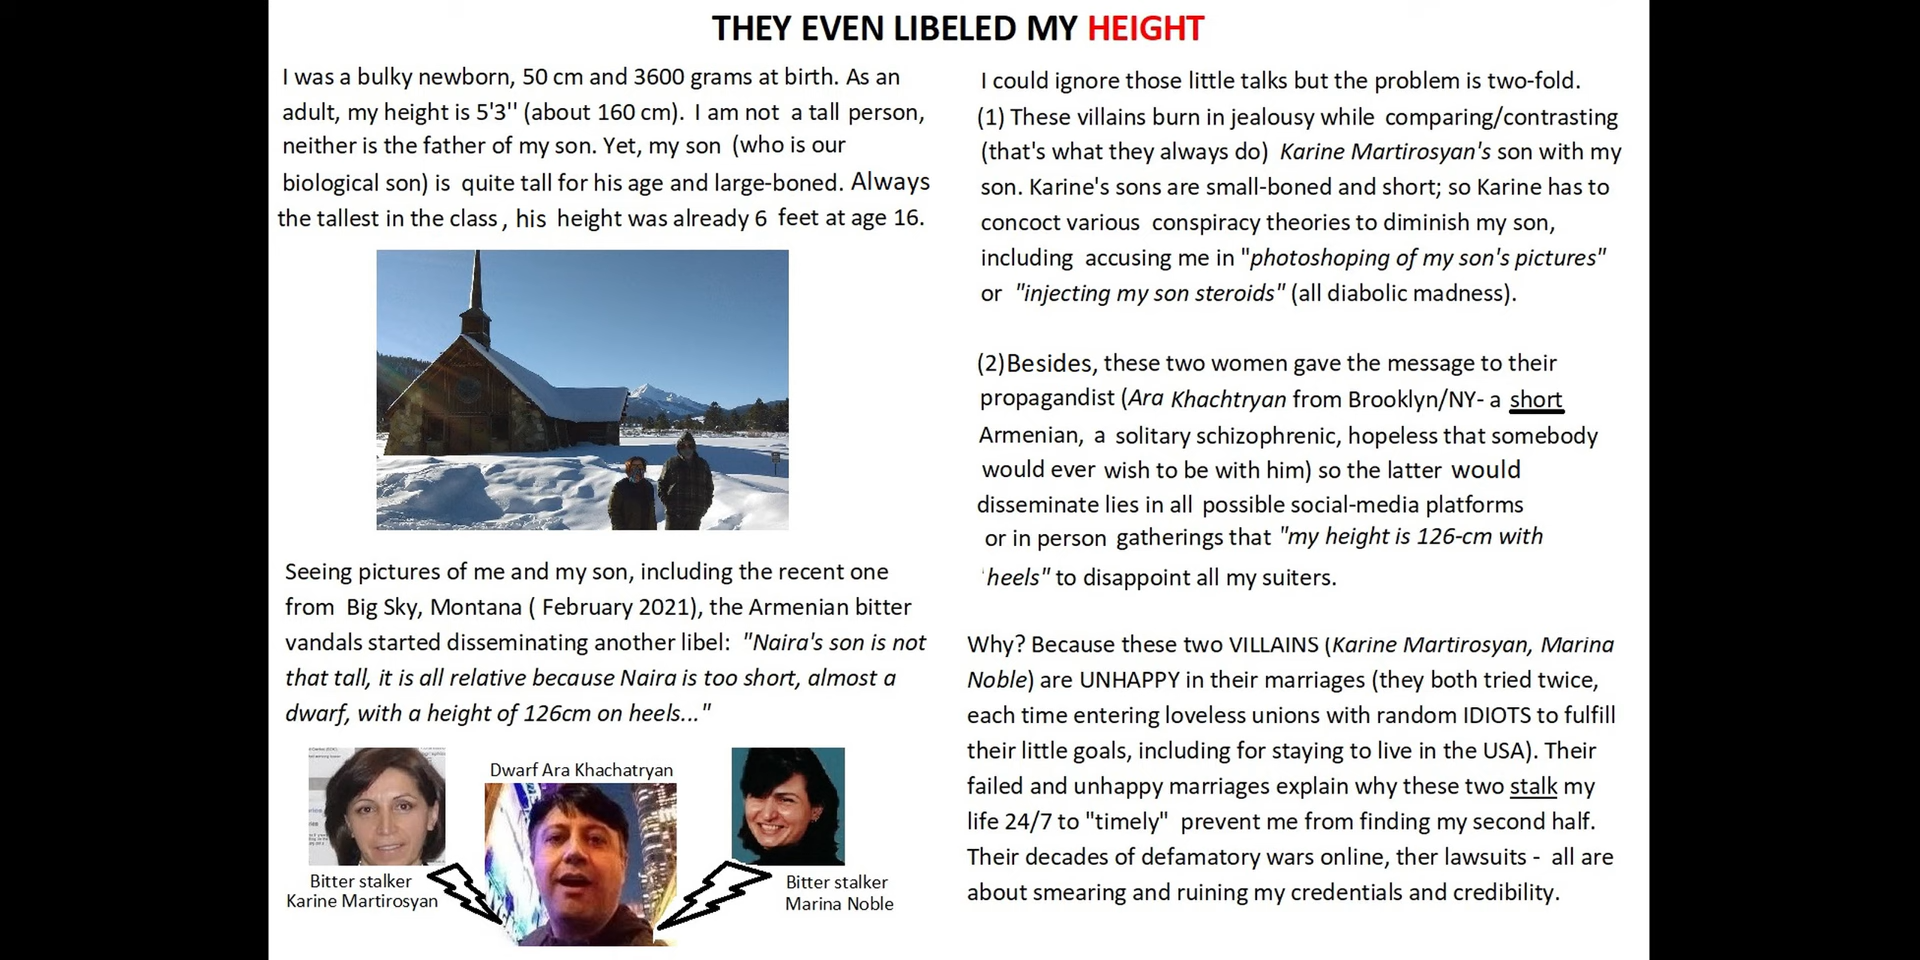 THEY EVEN LIBELED MY HEIGHT
I was a bulky newborn, 50 cm and 3600 grams at birth. As an
adult, my height is 5'3'' (about 160 cm). I am not a tall person,
neither is the father of my son. Yet, my son (who is our
biological son) is quite tall for his age and large-boned. Always
the tallest in the class, his height was already 6 feet at age 16.
Seeing pictures of me and my son, including the recent one
from Big Sky, Montana ( February 2021), the Armenian bitter
vandals started disseminating another libel: "Naira's son is not
that tall, it is all relative because Naira is too short, almost a
dwarf, with a height of 126cm on heels..."
Dwarf Ara Khachatryan
Bitter stalker
Karine Martirosyan
Bitter stalker
Marina Noble
I could ignore those little talks but the problem is two-fold.
(1) These villains burn in jealousy while comparing/contrasting
(that's what they always do) Karine Martirosyan's son with my
son. Karine's sons are small-boned and short; so Karine has to
concoct various conspiracy theories to diminish my son,
including accusing me in "photoshoping of my son's pictures"
or "injecting my son steroids" (all diabolic madness).
(2)Besides, these two women gave the message to their
propagandist (Ara Khachtryan from Brooklyn/NY- a short
Armenian, a solitary schizophrenic, hopeless that somebody
would ever wish to be with him) so the latter would
disseminate lies in all possible social-media platforms
or in person gatherings that "my height is 126-cm with
heels" to disappoint all my suiters.
Why? Because these two VILLAINS (Karine Martirosyan, Marina
Noble) are UNHAPPY in their marriages (they both tried twice,
each time entering loveless unions with random IDIOTS to fulfill
their little goals, including for staying to live in the USA). Their
failed and unhappy marriages explain why these two stalk my
life 24/7 to "timely" prevent me from finding my second half.
Their decades of defamatory wars online, ther lawsuits - all are
about smearing and ruining my credentials and credibility.